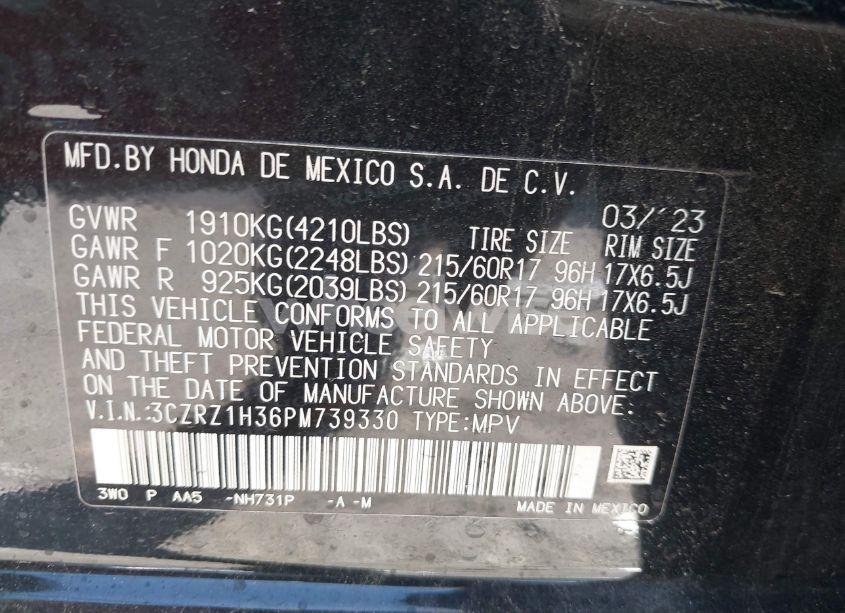 MFD.BY HONDA DE MEXICO S.A. DE C.V.
03/´23
GVWR 1910KG(4210LBS) TIRE SIZE RIM SIZE
GAWR F 1020KG(2248LBS) 215/60R17 96H 17X6.5J
GAWR R 925KG(2039LBS) 215/60R17 96H 17X6.5J
THIS VEHICLE CONFORMS TO ALL APPLICABLE
FEDERAL MOTOR VEHICLE SAFETY
AND THEFT PREVENTION STANDARDS IN EFFECT
ON THE DATE OF MANUFACTURE SHOWN ABOVE.
V.I.N.:3CZRZ1H36PM739330 TYPE:MPV
3W0 P AA5 -NH731P -A -M
MADE IN MEXICO